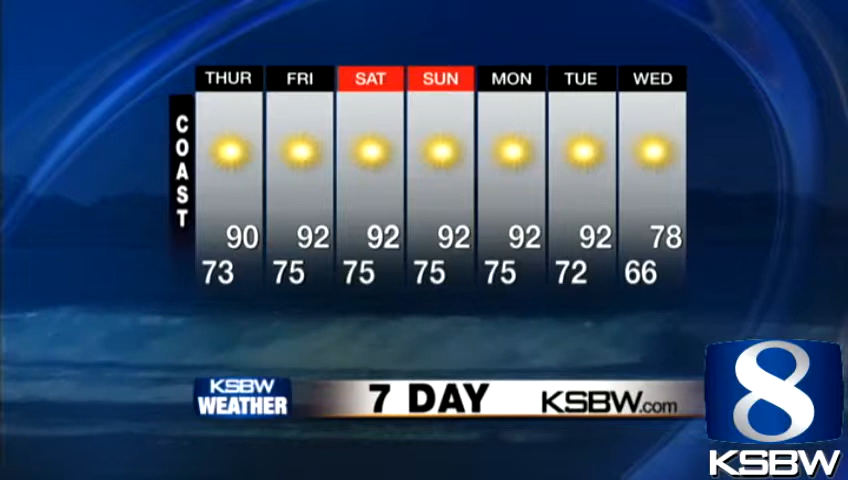 THUR FRI SAT SUN MON TUE WED
COAST
90 92 92 92 92 92 78
73 75 75 75 75 72 66
KSBW
WEATHER
7 DAY
KSBW.com
8
KSBW